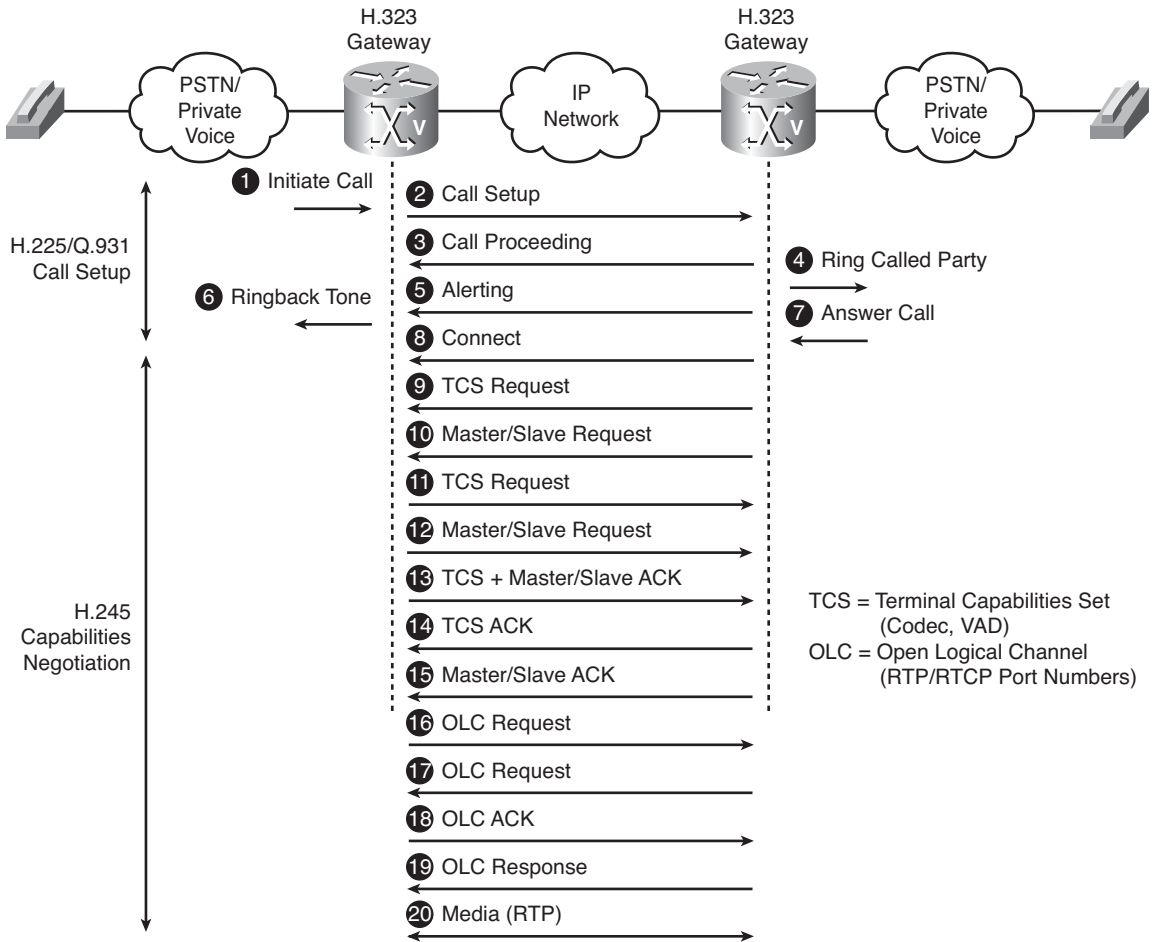 H.323
Gateway
H.323
Gateway
PSTN/
Private
Voice
V
IP
Network
V
PSTN/
Private
Voice
1 Initiate Call
2 Call Setup
H.225/Q.931
Call Setup
3 Call Proceeding
4 Ring Called Party
6 Ringback Tone
5 Alerting
7 Answer Call
8 Connect
9 TCS Request
10 Master/Slave Request
11 TCS Request
12 Master/Slave Request
13 TCS + Master/Slave ACK
H.245
Capabilities
Negotiation
TCS = Terminal Capabilities Set
(Codec, VAD)
OLC = Open Logical Channel
(RTP/RTCP Port Numbers)
14 TCS ACK
15 Master/Slave ACK
16 OLC Request
17 OLC Request
18 OLC ACK
19 OLC Response
20 Media (RTP)